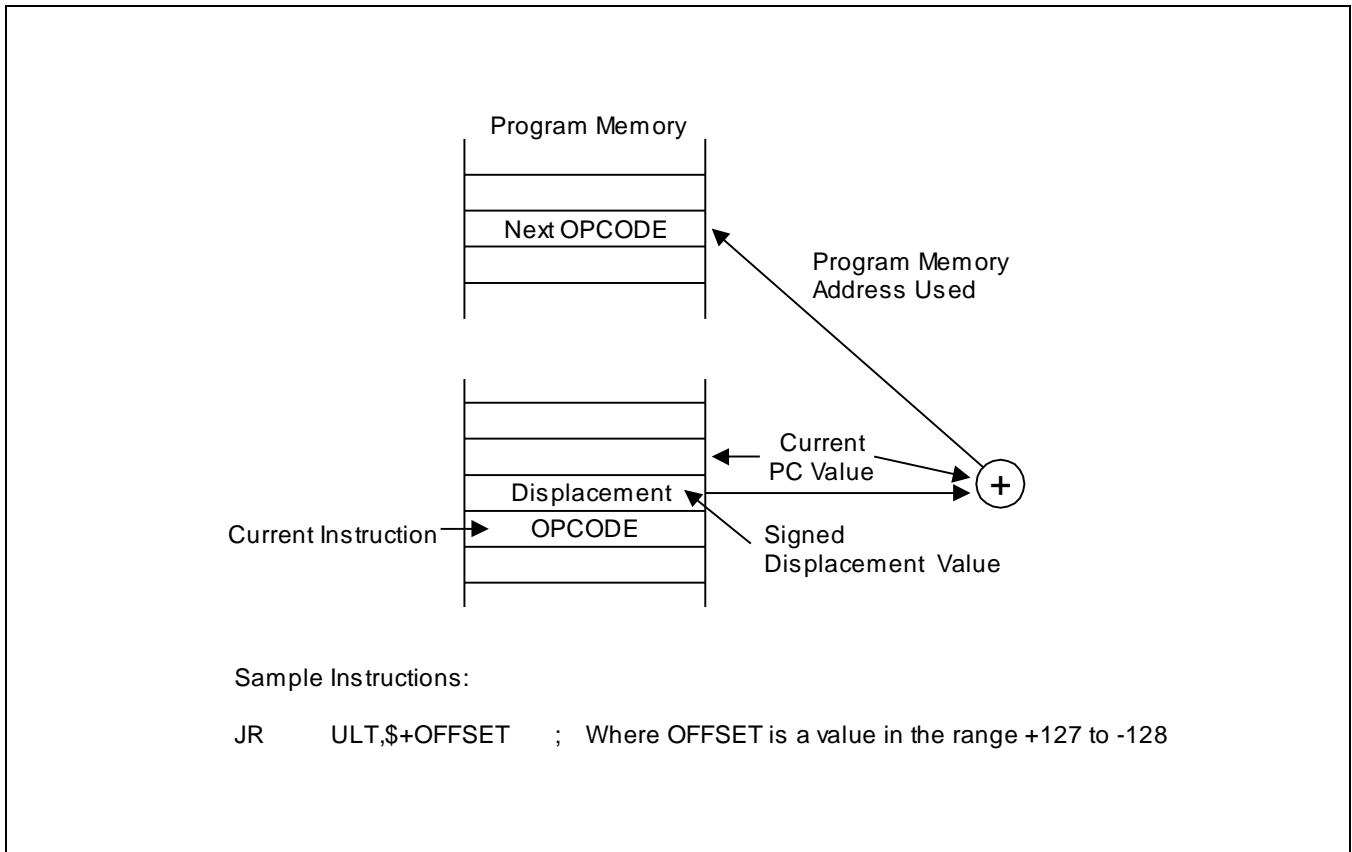 Program Memory
Next OPCODE
Program Memory
Address Used
Current
PC Value
+
Displacement
Current Instruction
OPCODE
Signed
Displacement Value
Sample Instructions:
JR ULT,$+OFFSET ; Where OFFSET is a value in the range +127 to -128